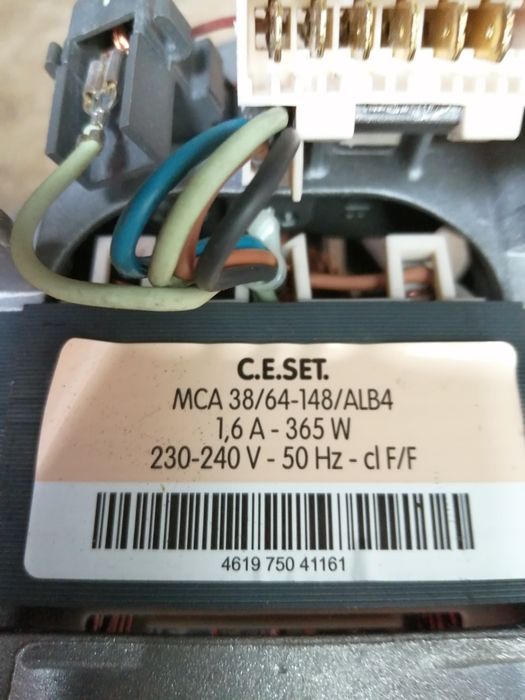 C.E.SET.
MCA 38/64-148/ALB4
1,6 A - 365 W
230-240 V - 50 Hz - cl F/F
4619 750 41161